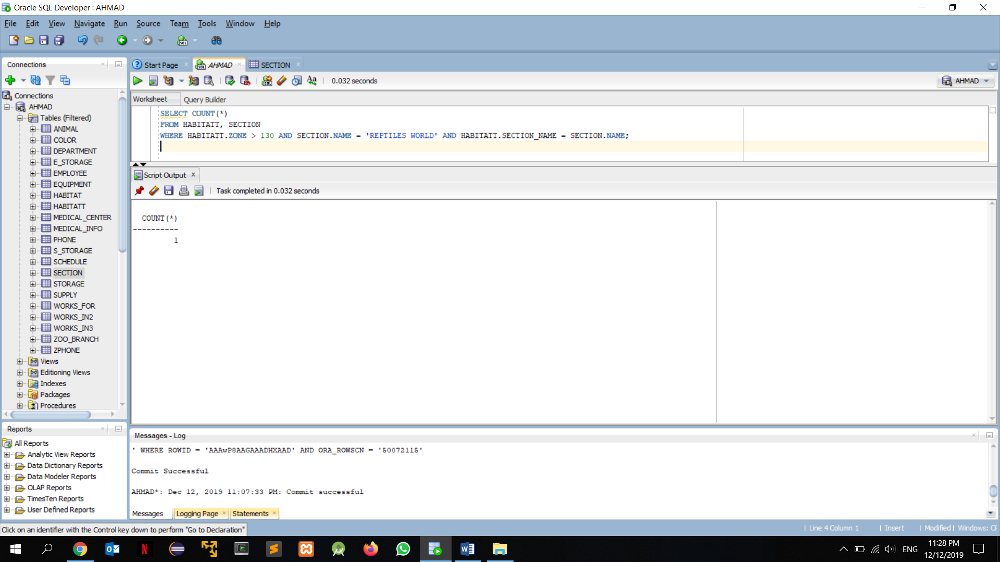 Oracle SQL Developer : AHMAD
File Edit View Navigate Run Source Team Tools Window Help
Connections
Start Page AHMAD SECTION
0.032 seconds
AHMAD
Connections
AHMAD
Tables (Filtered)
ANIMAL
COLOR
DEPARTMENT
E_STORAGE
EMPLOYEE
EQUIPMENT
HABITAT
HABITATT
MEDICAL_CENTER
MEDICAL_INFO
PHONE
S_STORAGE
SCHEDULE
SECTION
STORAGE
SUPPLY
WORKS_FOR
WORKS_IN2
WORKS_IN3
ZOO_BRANCH
ZPHONE
Views
Editioning Views
Indexes
Packages
Procedures
Worksheet Query Builder
SELECT COUNT(*)
FROM HABITATT, SECTION
WHERE HABITATT.ZONE > 130 AND SECTION.NAME = 'REPTILES WORLD' AND HABITATT.SECTION_NAME = SECTION.NAME;
Script Output
Task completed in 0.032 seconds
COUNT(*)
----------
1
Reports
All Reports
Analytic View Reports
Data Dictionary Reports
Data Modeler Reports
OLAP Reports
TimesTen Reports
User Defined Reports
Messages - Log
' WHERE ROWID = 'AAAwP8AAGAAADHXAAD' AND ORA_ROWSCN = '50072115'
Commit Successful
AHMAD*: Dec 12, 2019 11:07:33 PM: Commit successful
Messages Logging Page Statements
Click on an identifier with the Control key down to perform "Go to Declaration"
| Line 4 Column 1 | Insert | Modified | Windows: CF
ENG
11:28 PM
12/12/2019